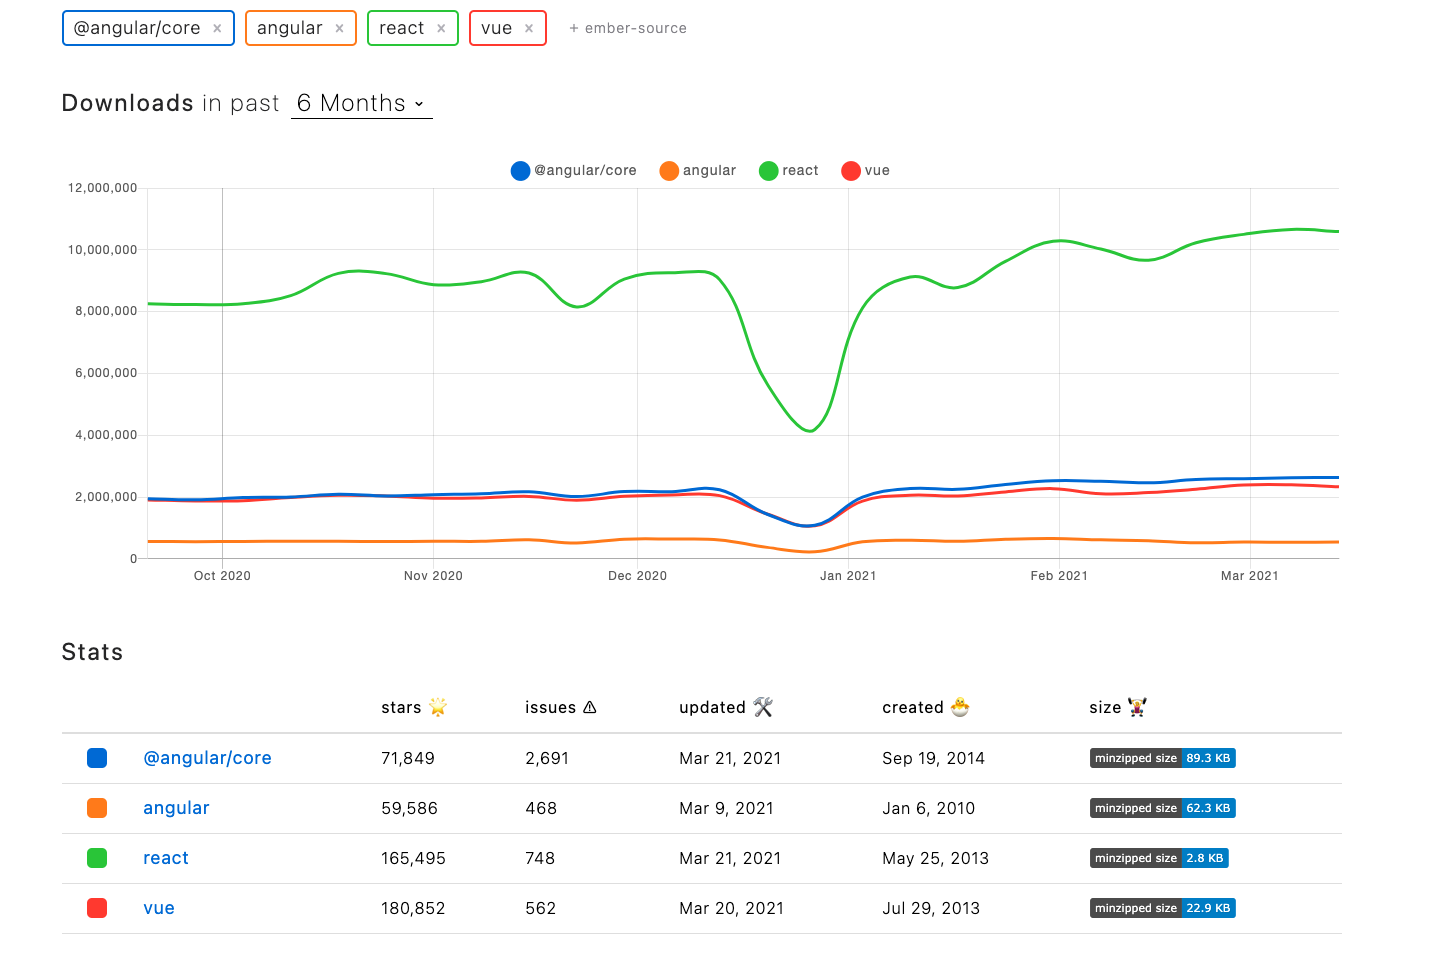 @angular/core × angular × react × vue × + ember-source
Downloads in past 6 Months
@angular/core angular react vue
12,000,000
10,000,000
8,000,000
6,000,000
4,000,000
2,000,000
0
Oct 2020 Nov 2020 Dec 2020 Jan 2021 Feb 2021 Mar 2021
Stats
stars 🌟 issues ⚠ updated 🛠 created 🐣 size 🏋
@angular/core 71,849 2,691 Mar 21, 2021 Sep 19, 2014 minzipped size 89.3 KB
angular 59,586 468 Mar 9, 2021 Jan 6, 2010 minzipped size 62.3 KB
react 165,495 748 Mar 21, 2021 May 25, 2013 minzipped size 2.8 KB
vue 180,852 562 Mar 20, 2021 Jul 29, 2013 minzipped size 22.9 KB